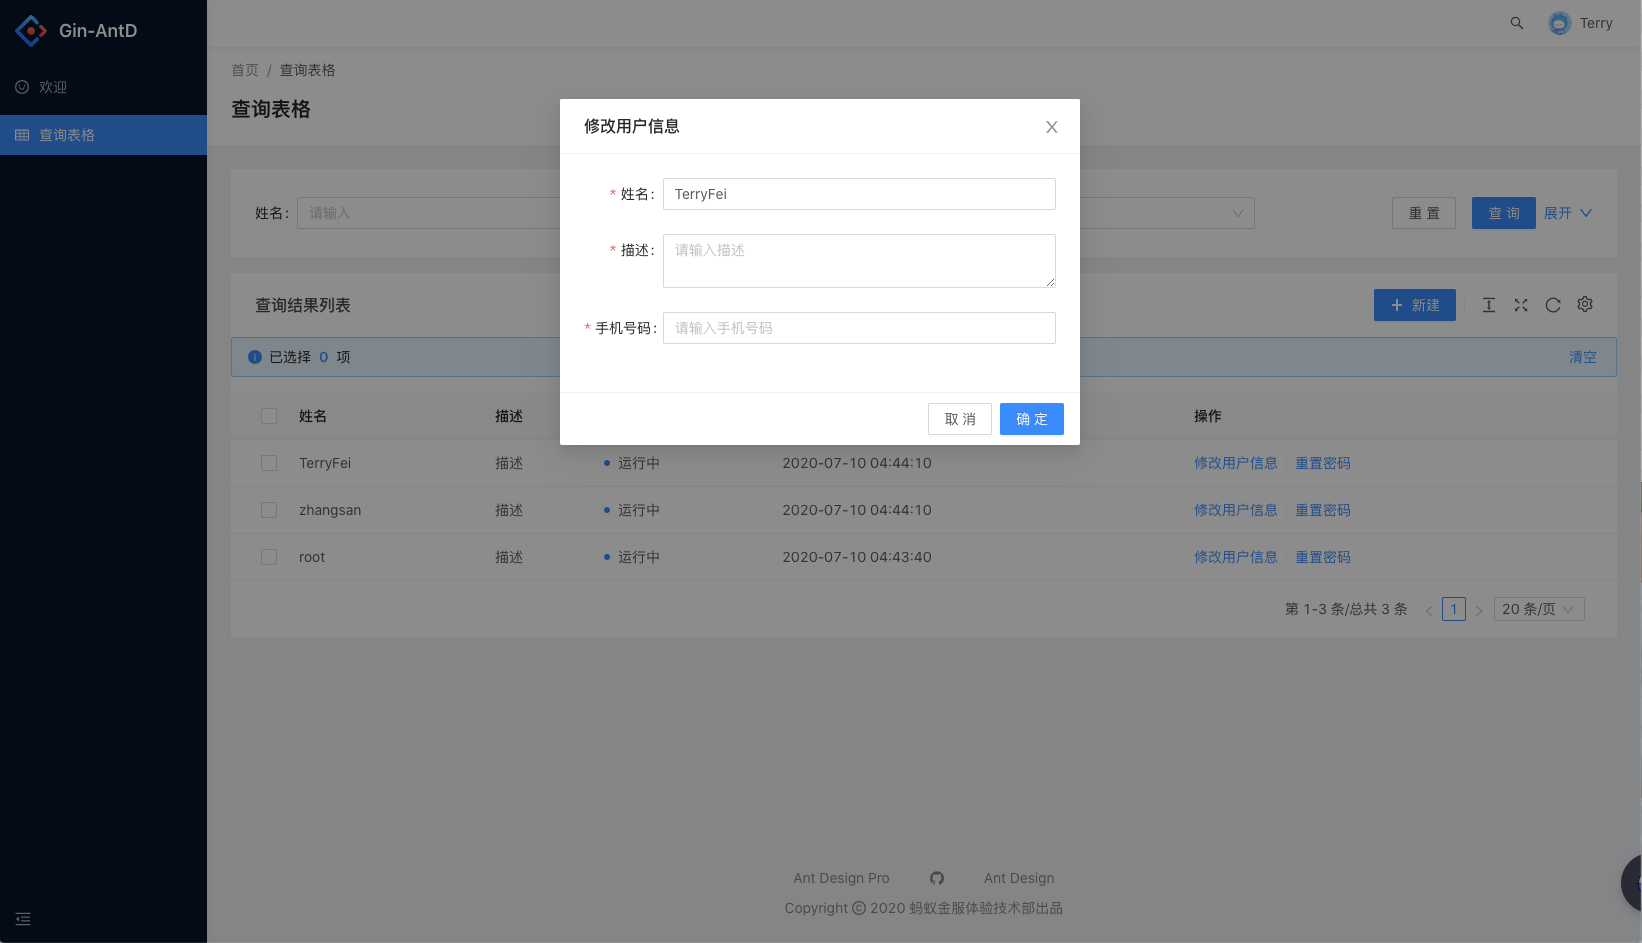 Gin-AntD
Terry
欢迎
查询表格
首页 / 查询表格
查询表格
修改用户信息
* 姓名:
TerryFei
* 描述:
请输入描述
* 手机号码:
请输入手机号码
取 消 确 定
姓名: 请输入
重 置 查 询 展开
查询结果列表
+ 新建
已选择 0 项
清空
姓名 描述 操作
TerryFei 描述 运行中 2020-07-10 04:44:10 修改用户信息 重置密码
zhangsan 描述 运行中 2020-07-10 04:44:10 修改用户信息 重置密码
root 描述 运行中 2020-07-10 04:43:40 修改用户信息 重置密码
第 1-3 条/总共 3 条 < 1 > 20 条/页
Ant Design Pro Ant Design
Copyright © 2020 蚂蚁金服体验技术部出品